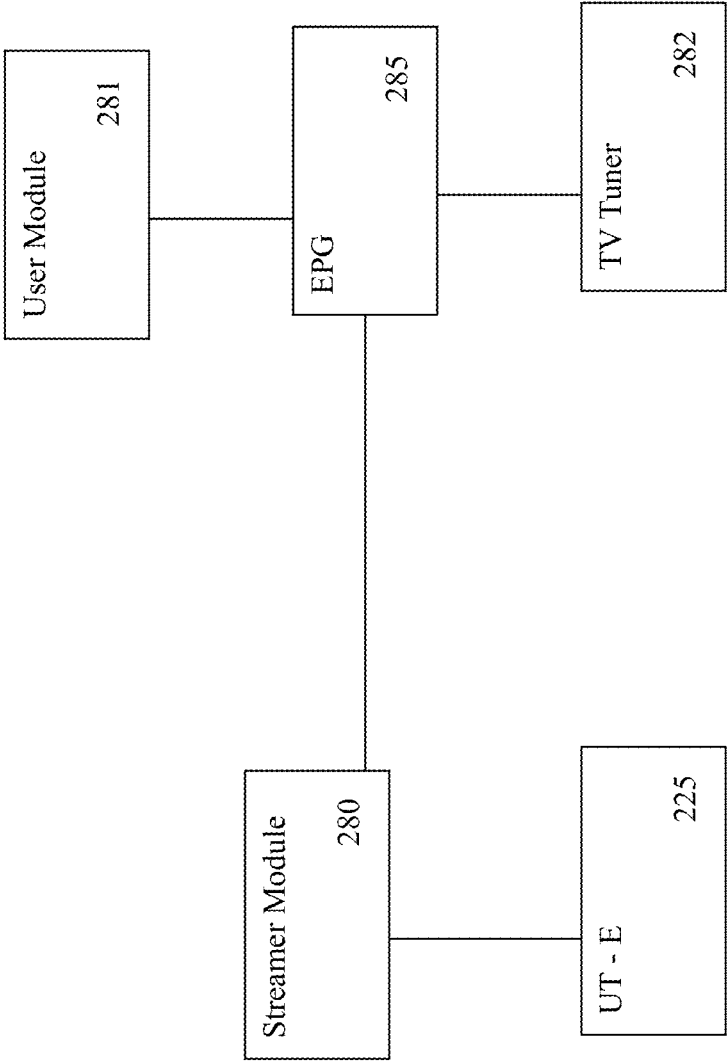 User Module
281
EPG
285
TV Tuner
282
Streamer Module
280
UT - E
225